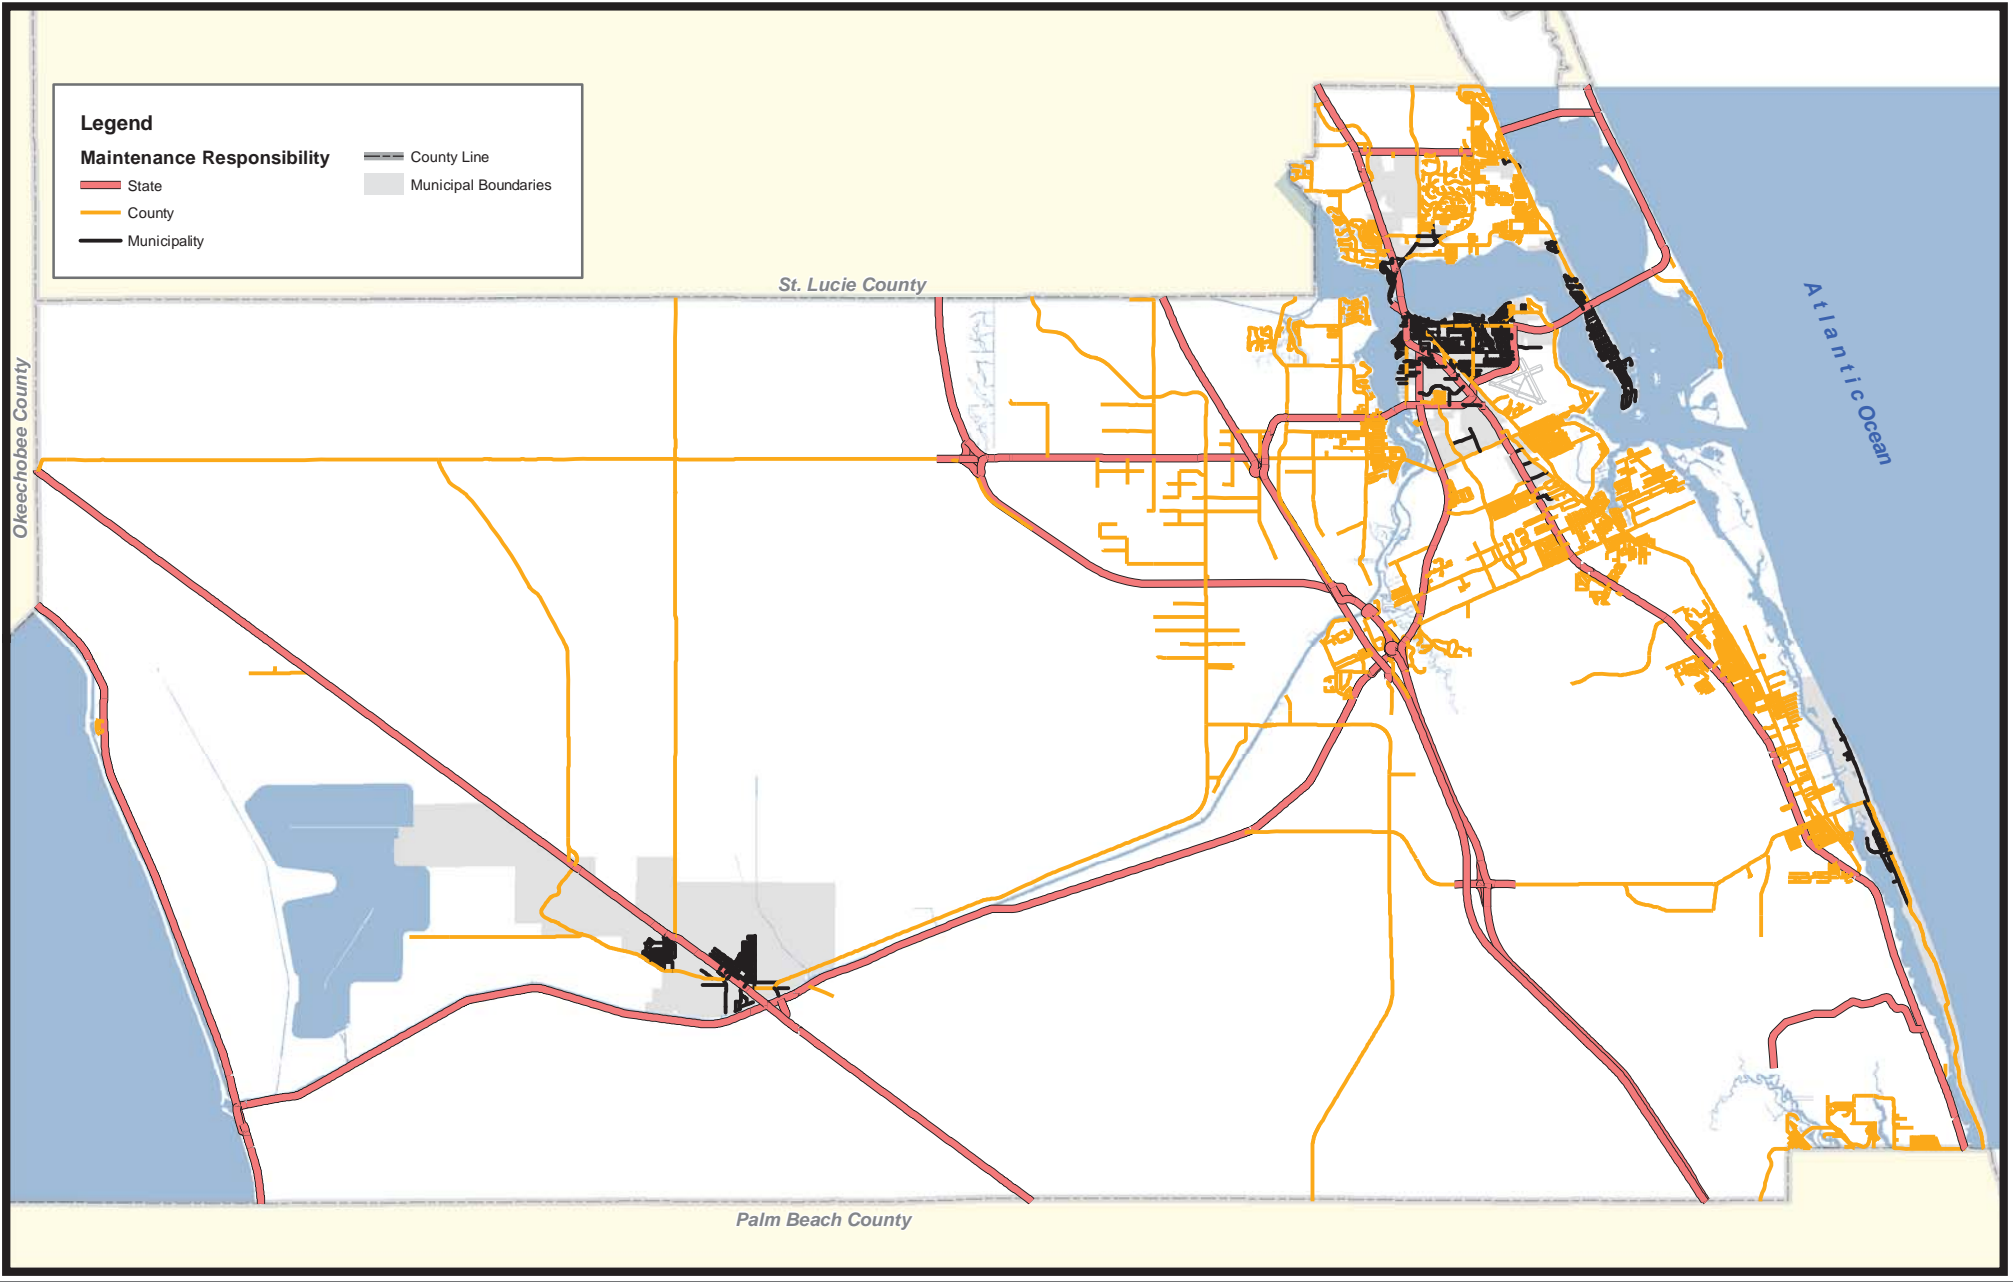 Legend
Maintenance Responsibility
State
County
Municipality
County Line
Municipal Boundaries
St. Lucie County
Okeechobee County
Atlantic Ocean
Palm Beach County